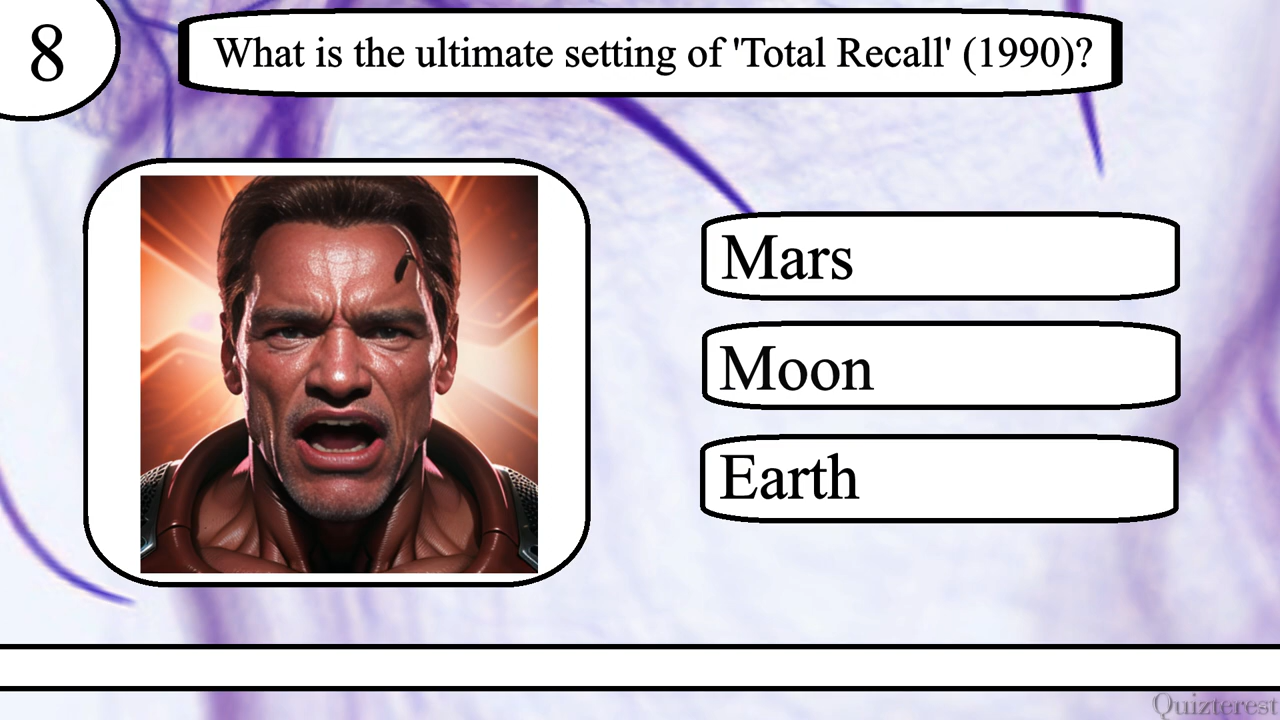 8
What is the ultimate setting of 'Total Recall' (1990)?
Mars
Moon
Earth
Quizterest